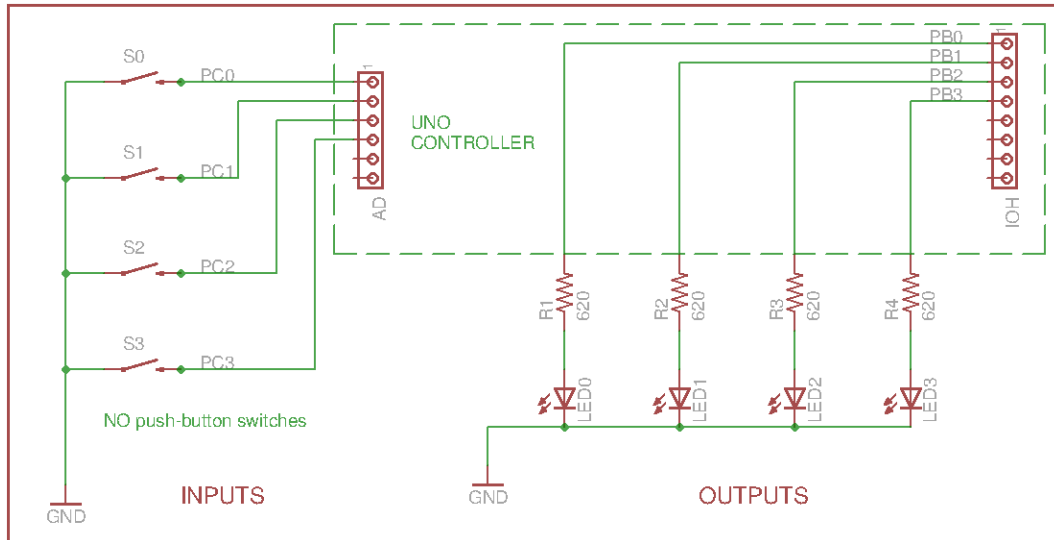 S0
PC0
1
S1
PC1
S2
PC2
S3
PC3
AD
UNO
CONTROLLER
1
PB0
PB1
PB2
PB3
IOH
R1
620
R2
620
R3
620
R4
620
LED0
LED1
LED2
LED3
NO push-button switches
GND
INPUTS
GND
OUTPUTS